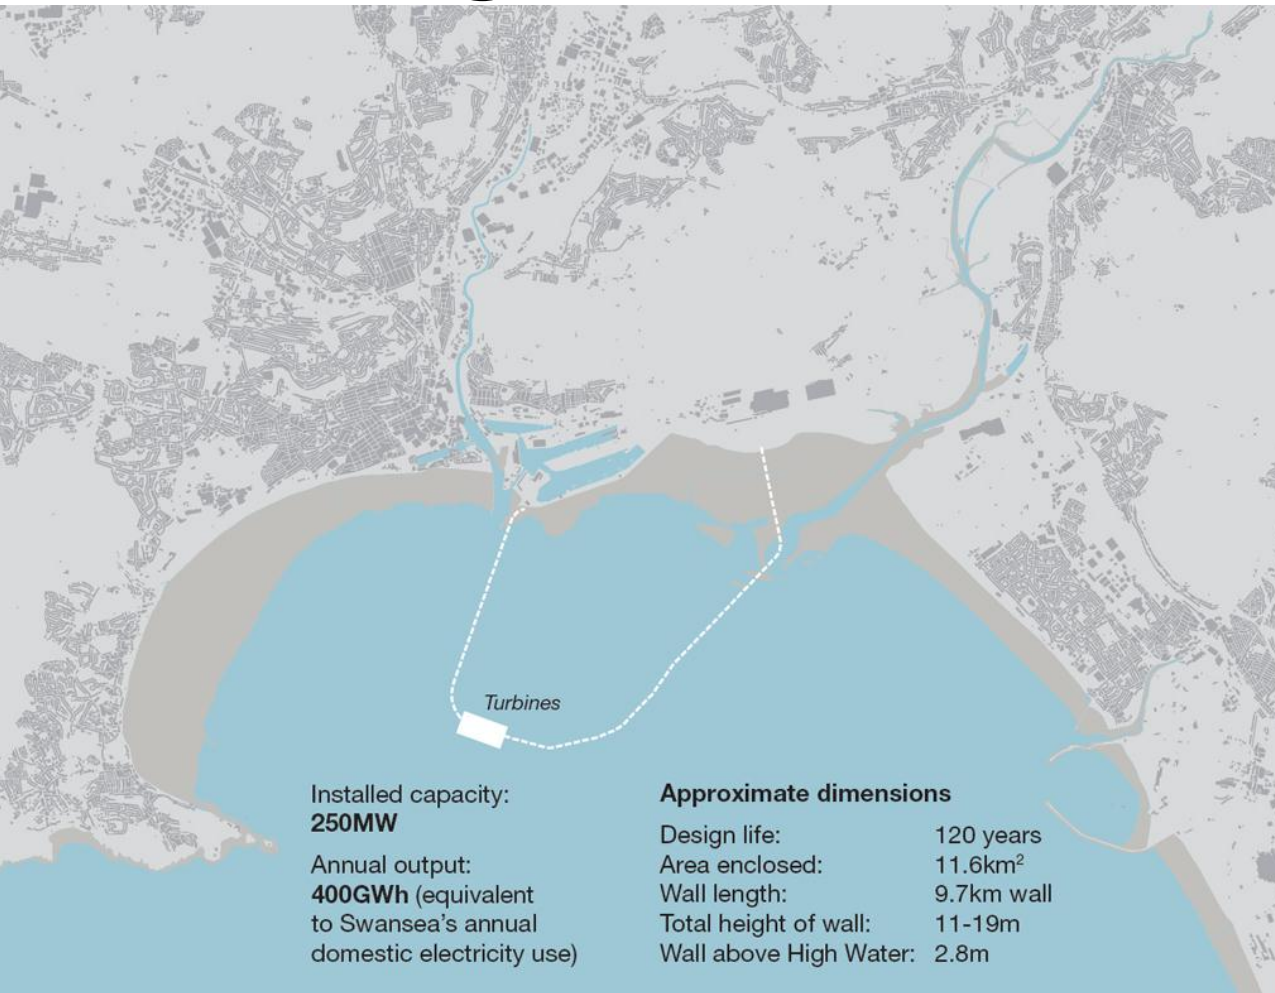 Turbines
Installed capacity:
250MW
Annual output:
400GWh (equivalent
to Swansea's annual
domestic electricity use)
Approximate dimensions
Design life: 120 years
Area enclosed: 11.6km²
Wall length: 9.7km wall
Total height of wall: 11-19m
Wall above High Water: 2.8m